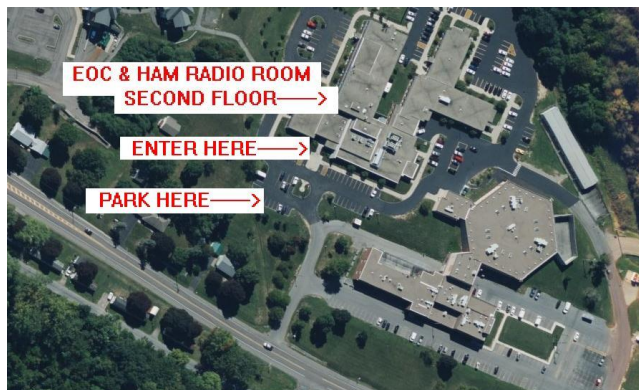 EOC & HAM RADIO ROOM
SECOND FLOOR
ENTER HERE
PARK HERE